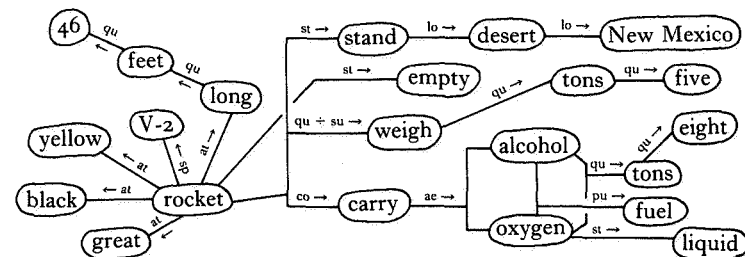 46
qu
feet
qu
long
V-2
yellow
black
great
← at
← sp
at →
← at
at
rocket
st → stand lo → desert lo → New Mexico
st → empty
qu ÷ su → weigh qu → tons qu → five
co → carry ae →
alcohol
oxygen
qu → tons qu → eight
pu → fuel
st → liquid